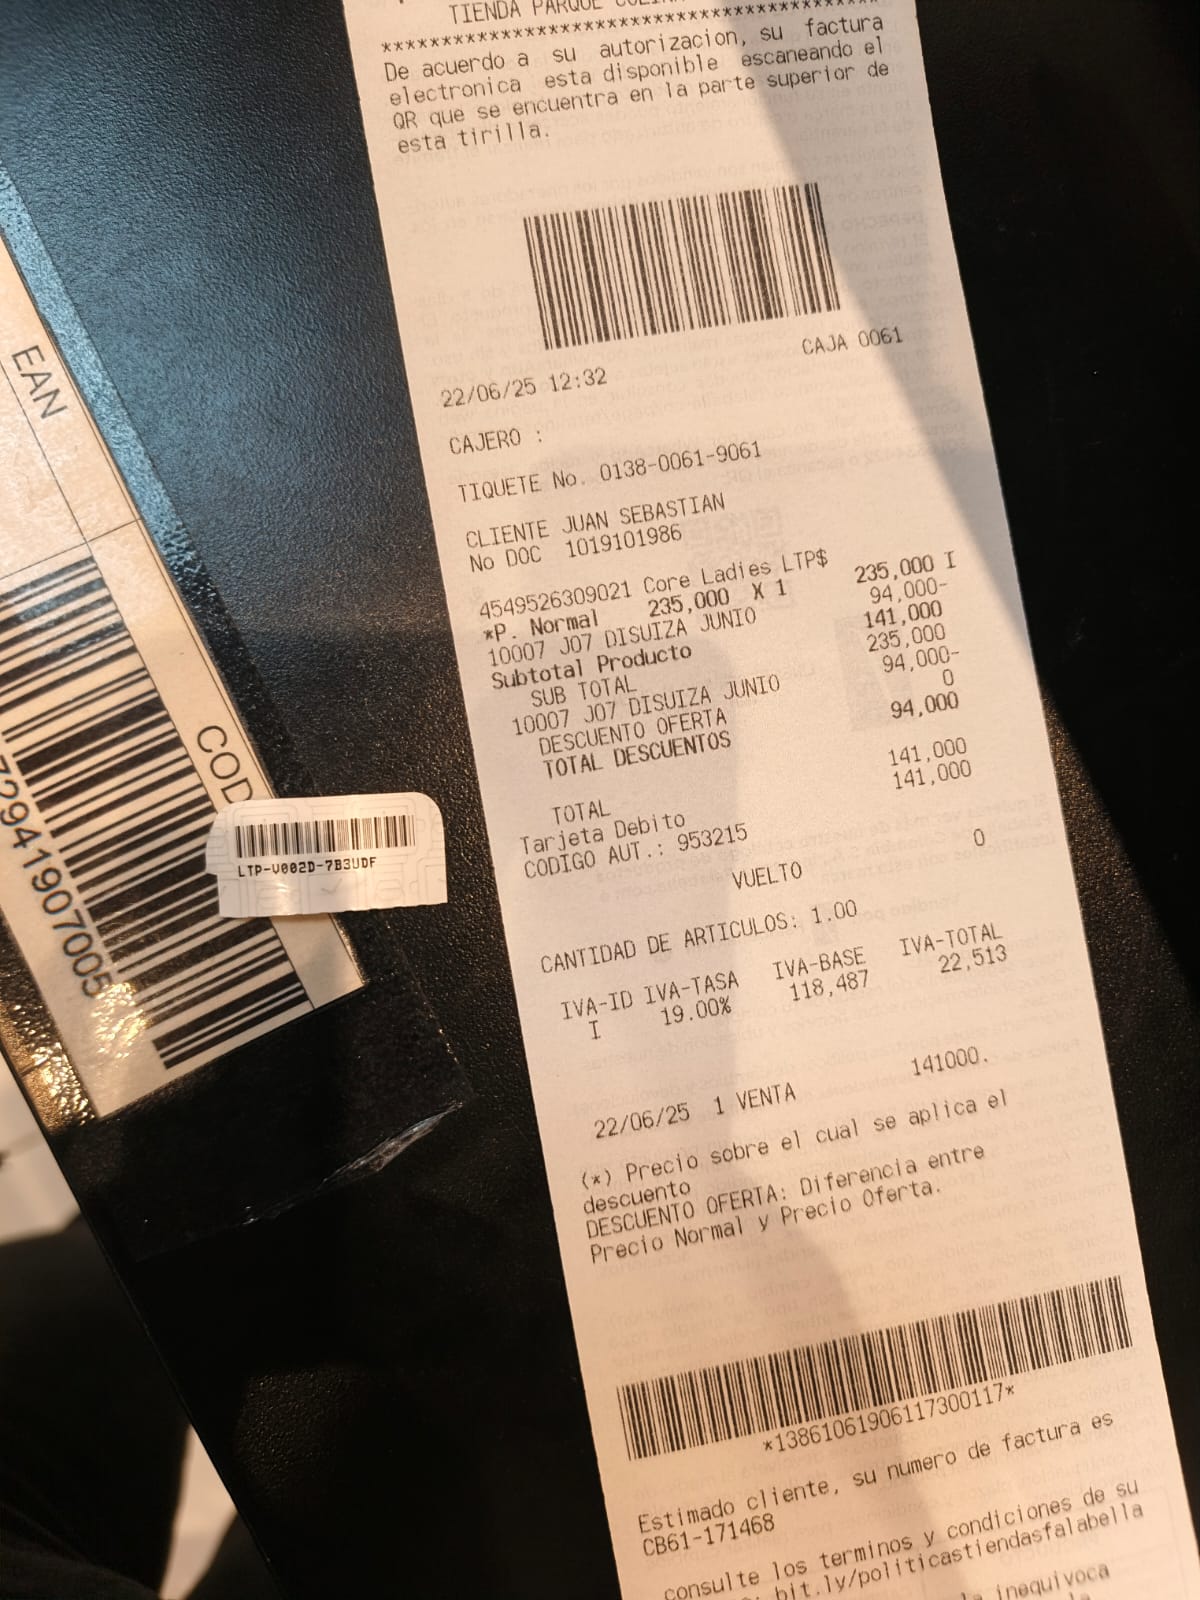 TIENDA PARQUE
****************************************
De acuerdo a su autorizacion, su factura
electronica esta disponible escaneando el
QR que se encuentra en la parte superior de
esta tirilla.
CAJA 0061
22/06/25 12:32
CAJERO :
TIQUETE No. 0138-0061-9061
CLIENTE JUAN SEBASTIAN
No DOC 1019101986
4549526309021 Core Ladies LTP$ 235,000 I
*P. Normal 235,000 X 1 94,000-
10007 J07 DISUIZA JUNIO 141,000
Subtotal Producto 235,000
SUB TOTAL 94,000-
10007 J07 DISUIZA JUNIO 0
DESCUENTO OFERTA 94,000
TOTAL DESCUENTOS
TOTAL 141,000
Tarjeta Debito 141,000
CODIGO AUT.: 953215
VUELTO 0
CANTIDAD DE ARTICULOS: 1.00
IVA-ID IVA-TASA IVA-BASE IVA-TOTAL
I 19.00% 118,487 22,513
22/06/25 1 VENTA 141000.
(*) Precio sobre el cual se aplica el
descuento
DESCUENTO OFERTA: Diferencia entre
Precio Normal y Precio Oferta.
*13861061906117300117*
Estimado cliente, su numero de factura es
CB61-171468
consulte los terminos y condiciones de su
bit.ly/politicastiendasfalabella
inequivoca
EAN
COD
72941907005
LTP-V002D-7B3UDF